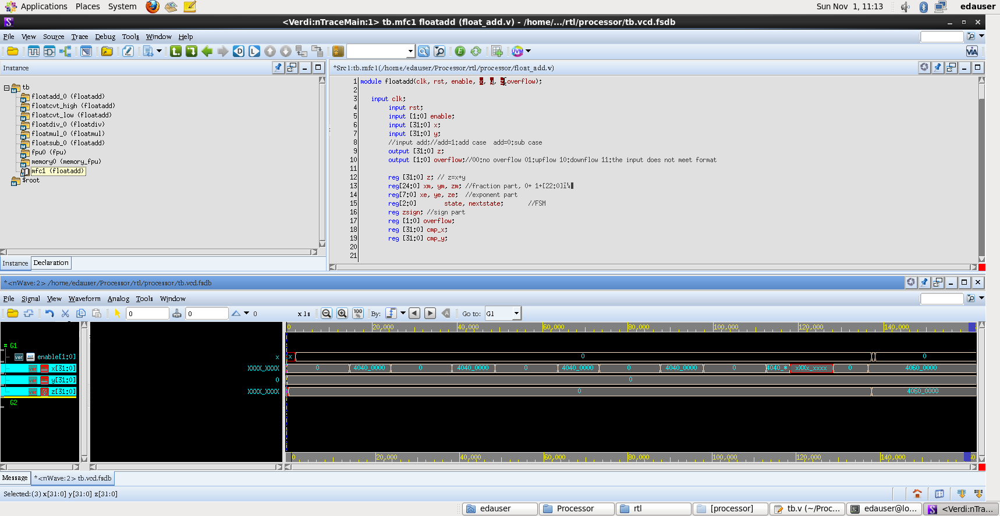 Applications Places System
Sun Nov 1, 11:13
edauser
<Verdi:nTraceMain:1> tb.mfc1 floatadd (float_add.v) - /home/.../rtl/processor/tb.vcd.fsdb
File View Source Trace Debug Tools Window Help
Instance
tb
floatadd_0 (floatadd)
floatcvt_high (floatadd)
floatcvt_low (floatadd)
floatdiv_0 (floatdiv)
floatmul_0 (floatmul)
floatsub_0 (floatadd)
fpu0 (fpu)
memory0 (memory_fpu)
mfc1 (floatadd)
$root
Instance Declaration
*Src1:tb.mfc1(/home/edauser/Processor/rtl/processor/float_add.v)
1 module floatadd(clk, rst, enable, x, y, z,overflow);
2
3 input clk;
4 input rst;
5 input [1:0] enable;
6 input [31:0] x;
7 input [31:0] y;
8 //input add;//add=1:add case add=0:sub case
9 output [31:0] z;
10 output [1:0] overflow;//00:no overflow 01:upflow 10:downflow 11:the input does not meet format
11
12 reg [31:0] z; // z=x+y
13 reg[24:0] xm, ym, zm; //fraction part, 0+ 1+[22:0]ï¼
14 reg[7:0] xe, ye, ze; //exponent part
15 reg[2:0] state, nextstate; //FSM
16 reg zsign; //sign part
17 reg [1:0] overflow;
18 reg [31:0] cmp_x;
19 reg [31:0] cmp_y;
20
21
*<nWave:2> /home/edauser/Processor/rtl/processor/tb.vcd.fsdb
File Signal View Waveform Analog Tools Window
0 0 0 x 1s 100 % By: Go to: G1
0 20,000 40,000 60,000 80,000 100,000 120,000 140,000
G1
ver enable[1:0] x x 0 0
ver x[31:0] XXXX_XXXX 0 4040_0000 0 4040_0000 0 4040_0000 0 4040_0000 0 4040_* xXXx_xxxx 0 4060_0000
ver y[31:0] 0 0
ver z[31:0] XXXX_XXXX 0 4060_0000
G2
0 20,000 40,000 60,000 80,000 100,000 120,000 140,000
Message *<nWave:2> tb.vcd.fsdb
Selected:(3) x[31:0] y[31:0] z[31:0]
edauser Processor rtl [processor] tb.v (~/Proc... edauser@lo... <Verdi:nTra...